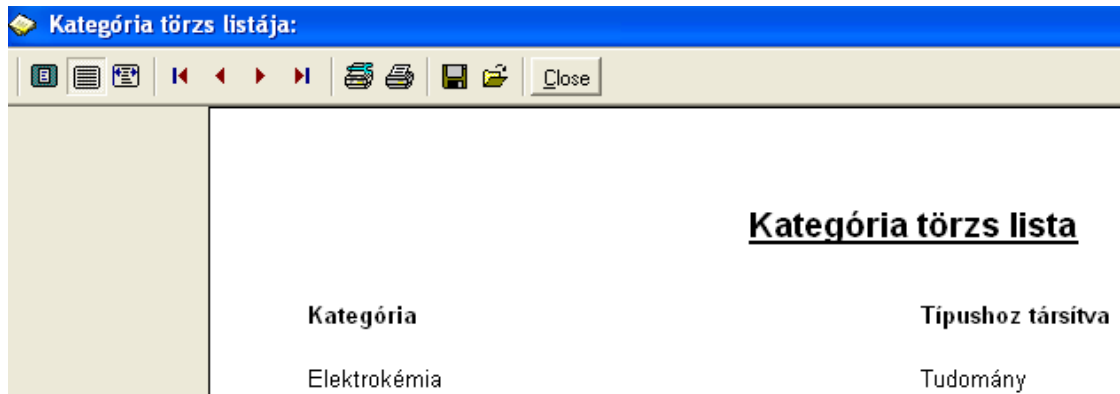 Kategória törzs listája:
Close
Kategória törzs lista
Kategória Típushoz társítva
Elektrokémia Tudomány